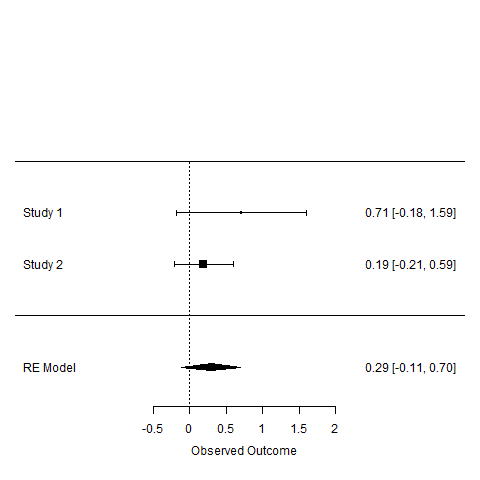 Study 1 0.71 [-0.18, 1.59]
Study 2 0.19 [-0.21, 0.59]
RE Model 0.29 [-0.11, 0.70]
-0.5 0 0.5 1 1.5 2
Observed Outcome